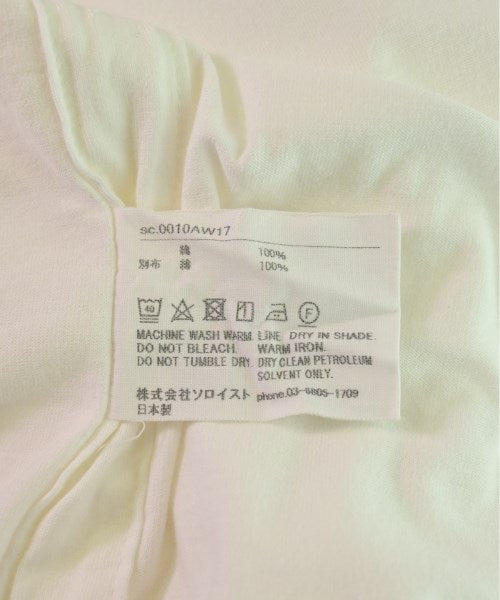 sc.0010AW17
綿 100%
別布 綿 100%
40
MACHINE WASH WARM. LINE DRY IN SHADE.
DO NOT BLEACH. WARM IRON.
DO NOT TUMBLE DRY. DRY CLEAN PETROLEUM
SOLVENT ONLY.
株式会社ソロイスト phone.03-6805-1709
日本製